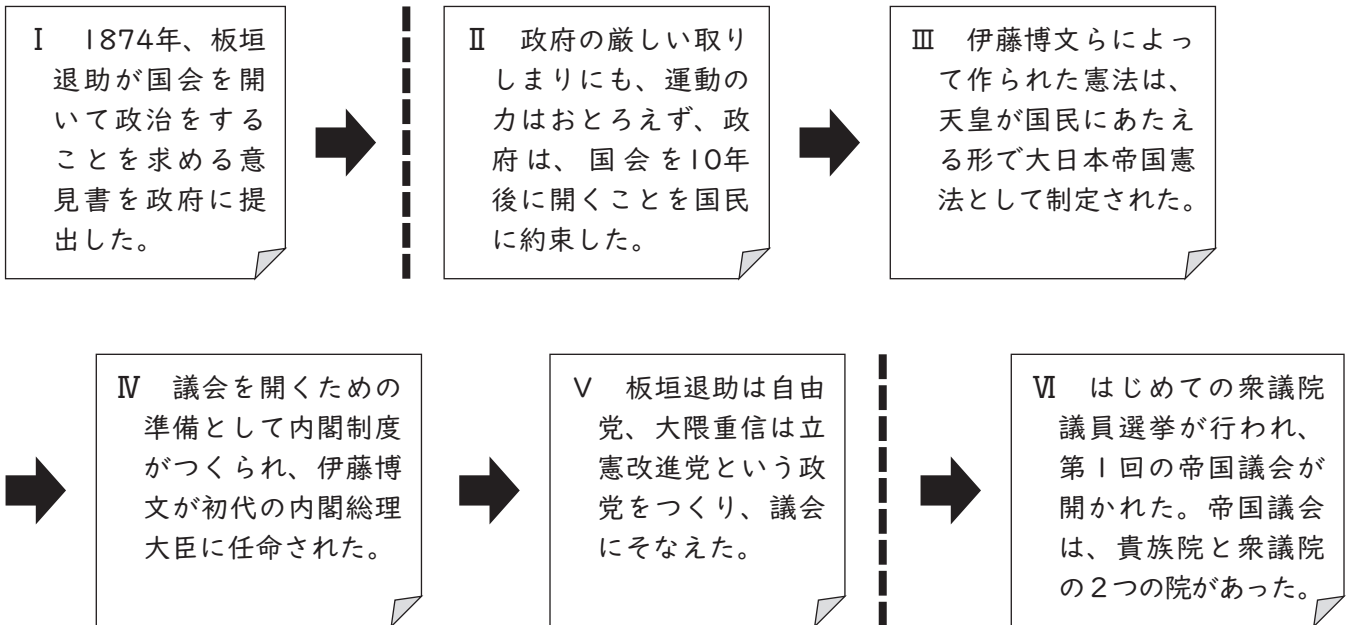 Ⅰ　1874年、板垣
退助が国会を開
いて政治をする
ことを求める意
見書を政府に提
出した。
Ⅱ　政府の厳しい取り
しまりにも、運動の
力はおとろえず、政
府は、国会を10年
後に開くことを国民
に約束した。
Ⅲ　伊藤博文らによっ
て作られた憲法は、
天皇が国民にあたえ
る形で大日本帝国憲
法として制定された。
Ⅳ　議会を開くための
準備として内閣制度
がつくられ、伊藤博
文が初代の内閣総理
大臣に任命された。
Ⅴ　板垣退助は自由
党、大隈重信は立
憲改進党という政
党をつくり、議会
にそなえた。
Ⅵ　はじめての衆議院
議員選挙が行われ、
第1回の帝国議会が
開かれた。帝国議会
は、貴族院と衆議院
の2つの院があった。